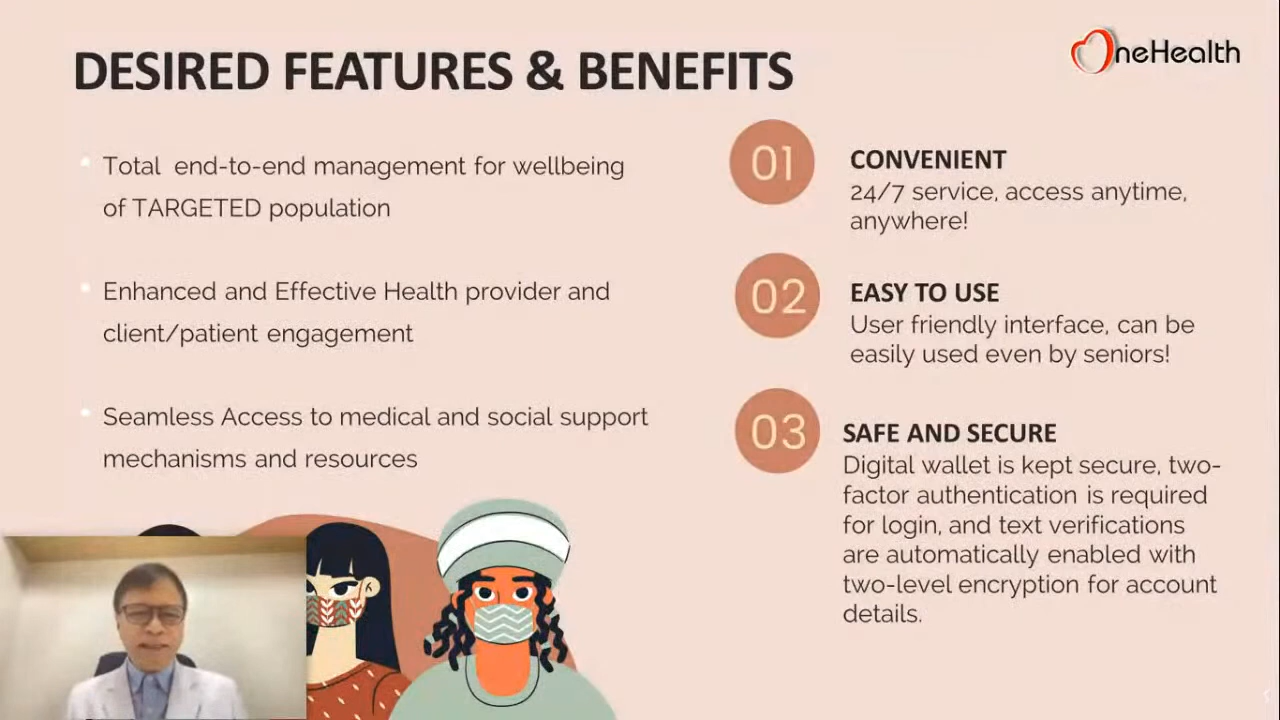 DESIRED FEATURES & BENEFITS
OneHealth
Total end-to-end management for wellbeing
of TARGETED population
Enhanced and Effective Health provider and
client/patient engagement
Seamless Access to medical and social support
mechanisms and resources
01
CONVENIENT
24/7 service, access anytime,
anywhere!
02
EASY TO USE
User friendly interface, can be
easily used even by seniors!
03
SAFE AND SECURE
Digital wallet is kept secure, two-
factor authentication is required
for login, and text verifications
are automatically enabled with
two-level encryption for account
details.